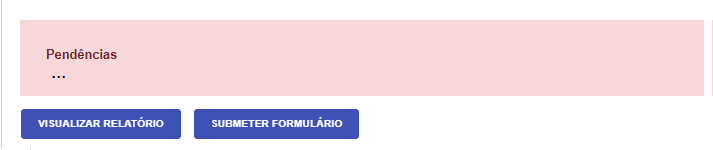 Pendências
...
VISUALIZAR RELATÓRIO
SUBMETER FORMULÁRIO